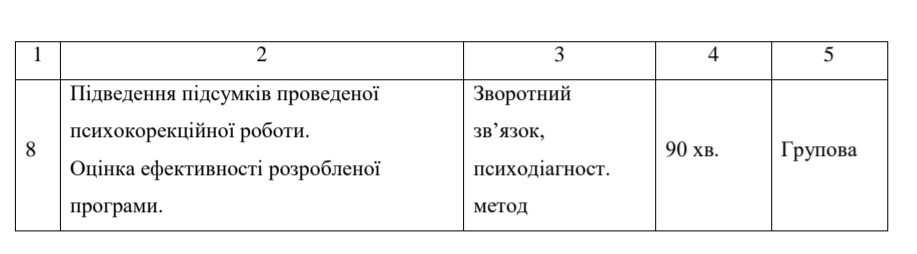 1 2 3 4 5
8 Підведення підсумків проведеної психокорекційної роботи. Оцінка ефективності розробленої програми. Зворотний зв’язок, психодіагност. метод 90 хв. Групова